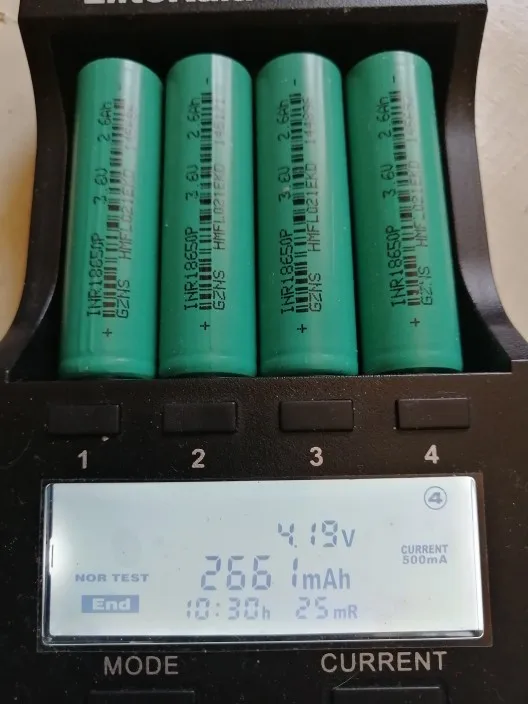 INR18650P 3.6V 2.6Ah -
+ GZNS HMFL021EKD
INR18650P 3.6V 2.6Ah -
+ GZNS HMFL021EKD
INR18650P 3.6V 2.6Ah -
+ GZNS HMFL021EKD
INR18650P 3.6V 2.6Ah -
+ GZNS HMFL021EKD
1 2 3 4
4
4.19V
CURRENT
500mA
NOR TEST
2661mAh
End
10:30h 25mR
MODE CURRENT